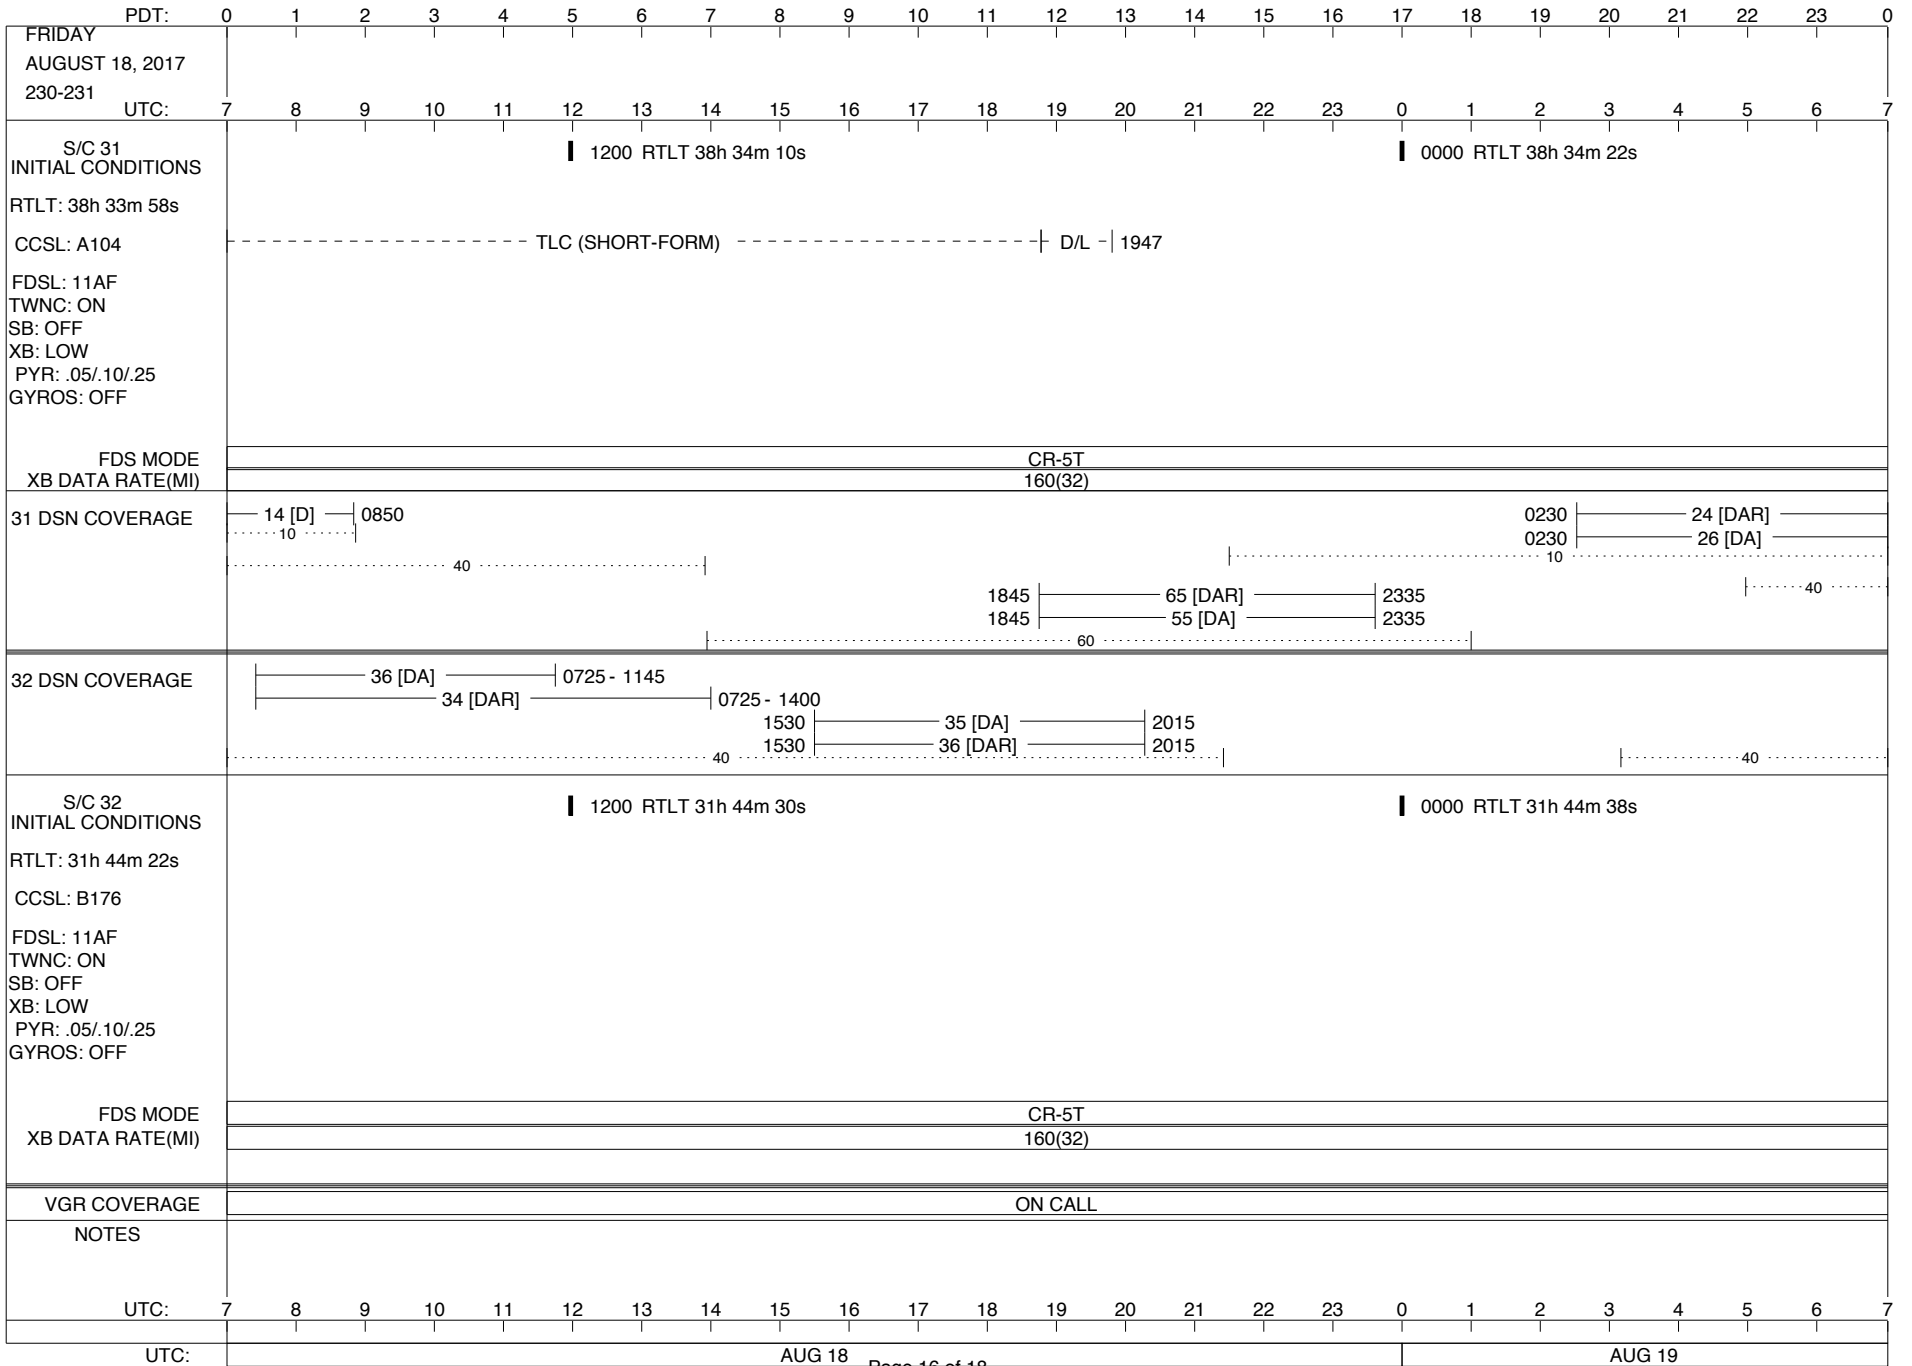 PDT: 0 1 2 3 4 5 6 7 8 9 10 11 12 13 14 15 16 17 18 19 20 21 22 23 0
FRIDAY
AUGUST 18, 2017
230-231
UTC: 7 8 9 10 11 12 13 14 15 16 17 18 19 20 21 22 23 0 1 2 3 4 5 6 7
S/C 31
INITIAL CONDITIONS
1200 RTLT 38h 34m 10s
0000 RTLT 38h 34m 22s
RTLT: 38h 33m 58s
CCSL: A104
TLC (SHORT-FORM) D/L 1947
FDSL: 11AF
TWNC: ON
SB: OFF
XB: LOW
PYR: .05/.10/.25
GYROS: OFF
FDS MODE CR-5T
XB DATA RATE(MI) 160(32)
31 DSN COVERAGE
14 [D] 0850
0230 24 [DAR]
10
0230 26 [DA]
10
40
40
1845 65 [DAR] 2335
1845 55 [DA] 2335
60
32 DSN COVERAGE
36 [DA] 0725 - 1145
34 [DAR] 0725 - 1400
1530 35 [DA] 2015
1530 36 [DAR] 2015
40 40
S/C 32
INITIAL CONDITIONS
1200 RTLT 31h 44m 30s
0000 RTLT 31h 44m 38s
RTLT: 31h 44m 22s
CCSL: B176
FDSL: 11AF
TWNC: ON
SB: OFF
XB: LOW
PYR: .05/.10/.25
GYROS: OFF
FDS MODE CR-5T
XB DATA RATE(MI) 160(32)
VGR COVERAGE ON CALL
NOTES
UTC: 7 8 9 10 11 12 13 14 15 16 17 18 19 20 21 22 23 0 1 2 3 4 5 6 7
UTC: AUG 18 AUG 19
Page 16 of 18